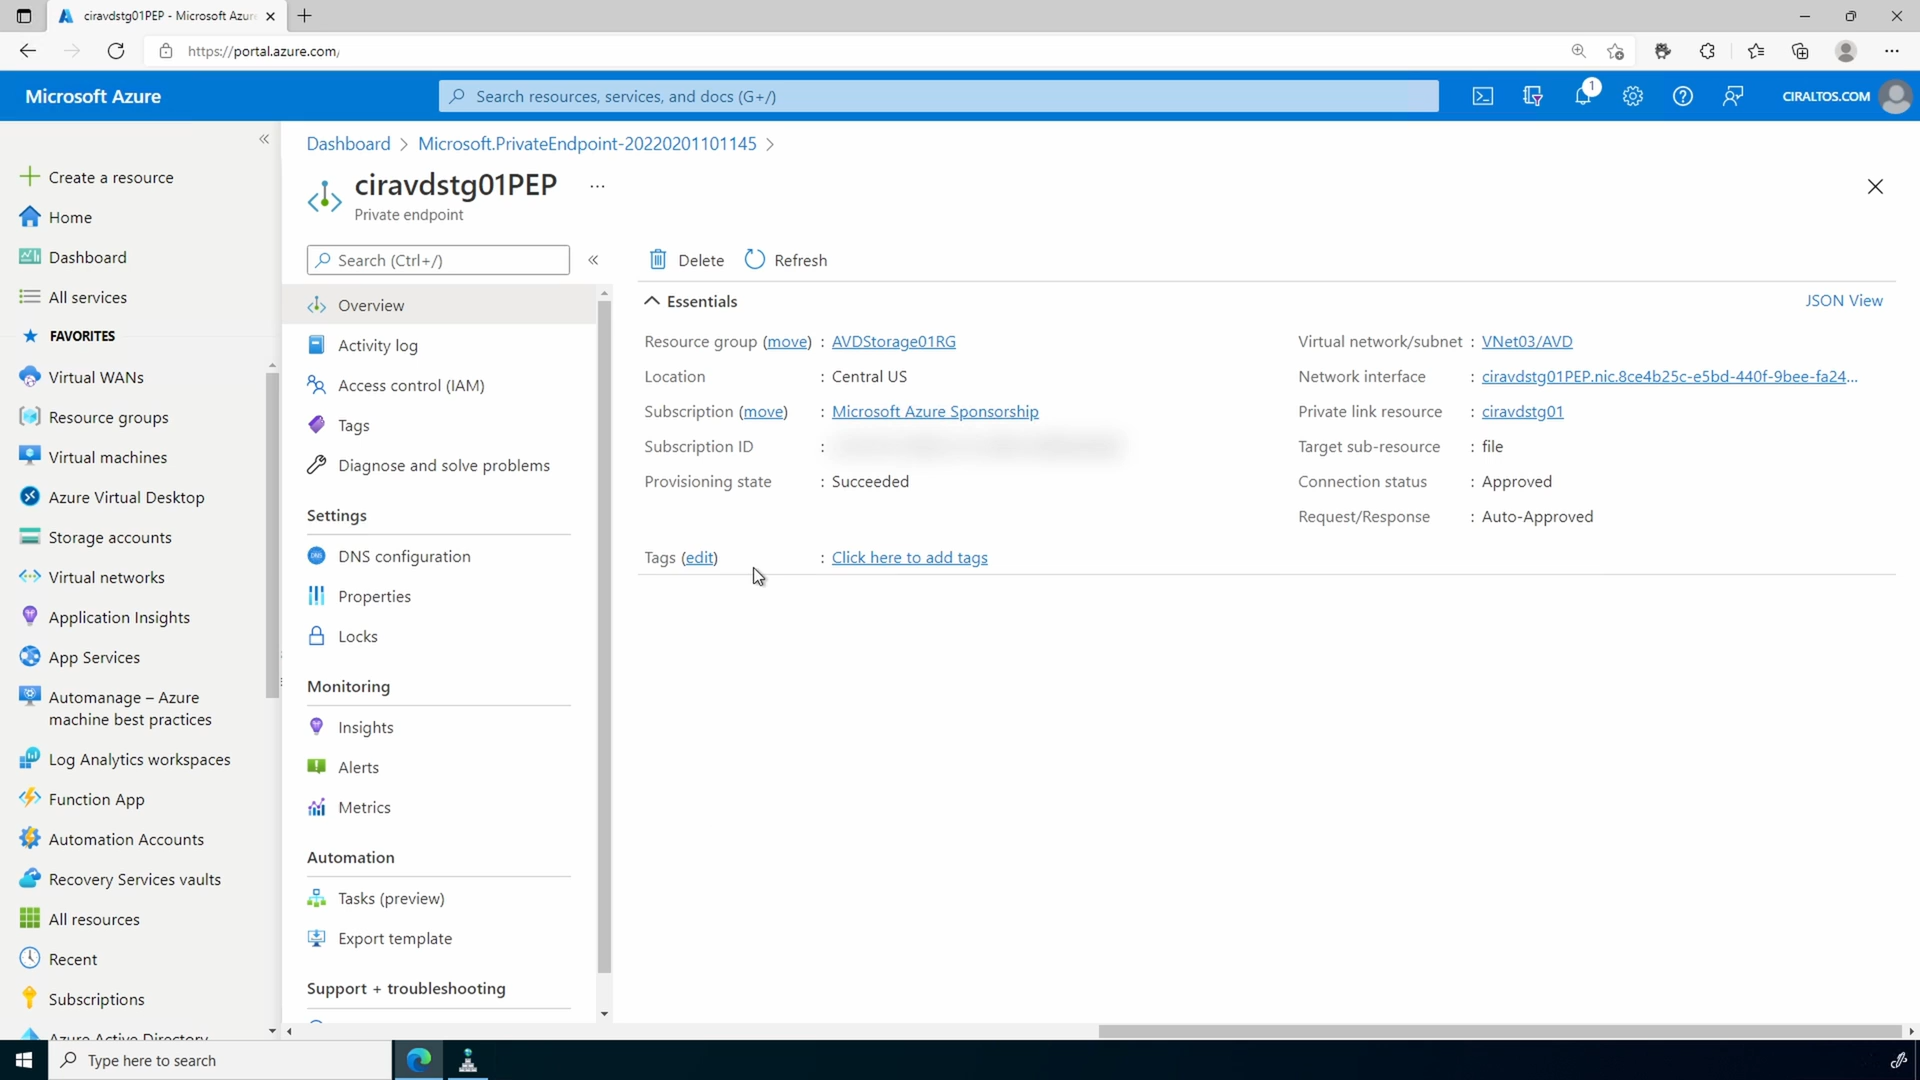 ciravdstg01PEP - Microsoft Azur
https://portal.azure.com/
Microsoft Azure
Search resources, services, and docs (G+/)
1
CIRALTOS.COM
Create a resource
Home
Dashboard
All services
FAVORITES
Virtual WANs
Resource groups
Virtual machines
Azure Virtual Desktop
Storage accounts
Virtual networks
Application Insights
App Services
Automanage – Azure
machine best practices
Log Analytics workspaces
Function App
Automation Accounts
Recovery Services vaults
All resources
Recent
Subscriptions
Azure Active Directory
Dashboard > Microsoft.PrivateEndpoint-20220201101145 >
ciravdstg01PEP ...
Private endpoint
Search (Ctrl+/)
Overview
Activity log
Access control (IAM)
Tags
Diagnose and solve problems
Settings
DNS configuration
Properties
Locks
Monitoring
Insights
Alerts
Metrics
Automation
Tasks (preview)
Export template
Support + troubleshooting
Delete
Refresh
Essentials
JSON View
Resource group (move) : AVDStorage01RG
Location : Central US
Subscription (move) : Microsoft Azure Sponsorship
Subscription ID :
Provisioning state : Succeeded
Tags (edit) : Click here to add tags
Virtual network/subnet : VNet03/AVD
Network interface : ciravdstg01PEP.nic.8ce4b25c-e5bd-440f-9bee-fa24...
Private link resource : ciravdstg01
Target sub-resource : file
Connection status : Approved
Request/Response : Auto-Approved
Type here to search